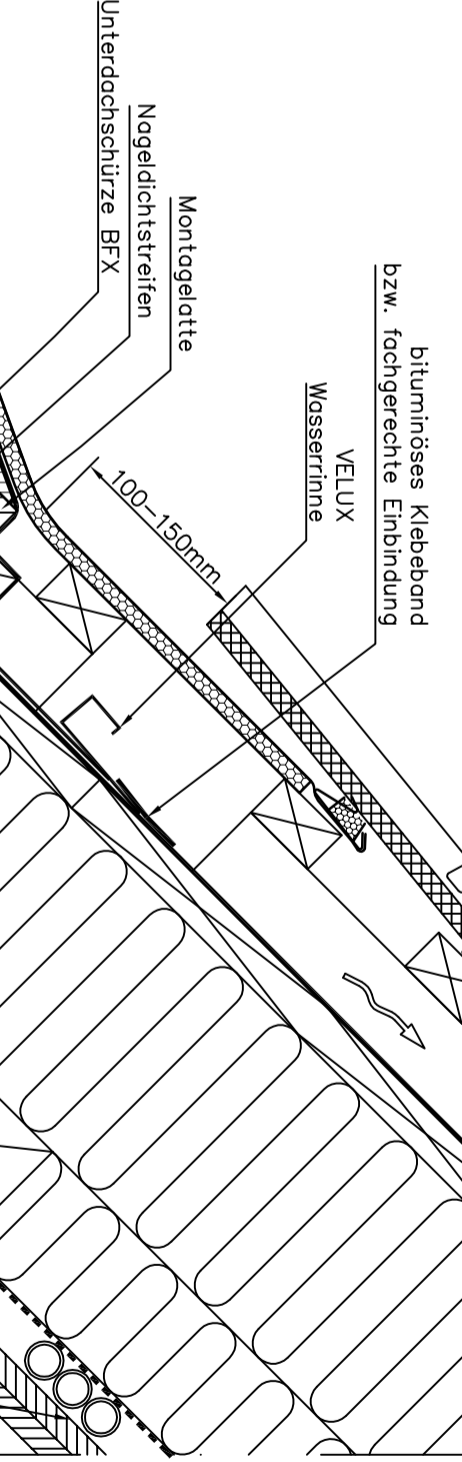 bituminöses Klebeband
bzw. fachgerechte Einbindung
VELUX
Wasserrinne
100–150mm
Montagelatte
Nageldichtstreifen
Unterdachschürze BFX